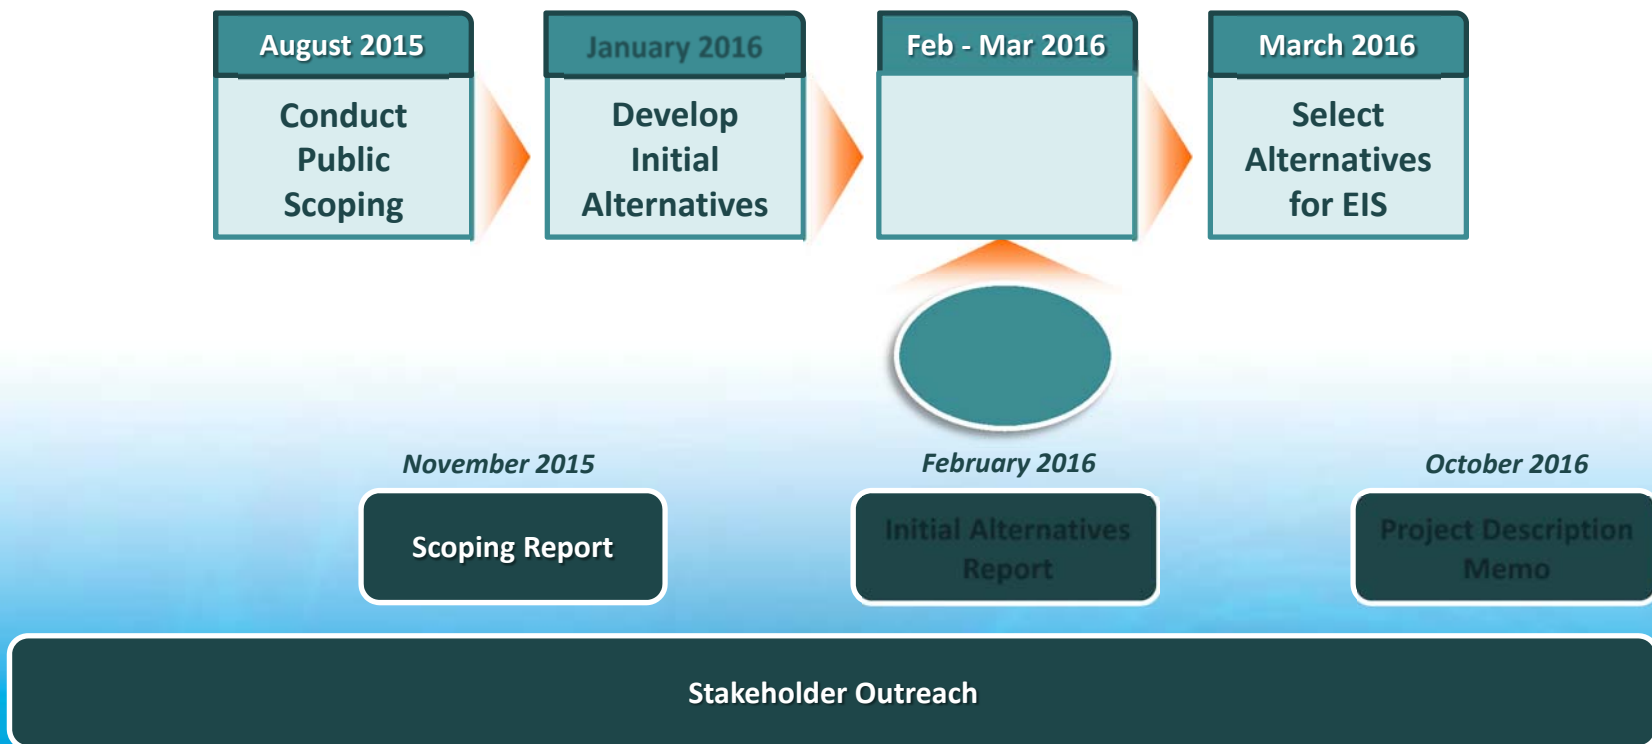 August 2015
January 2016
Feb - Mar 2016
March 2016
Conduct
Public
Scoping
Develop
Initial
Alternatives
Select
Alternatives
for EIS
November 2015
February 2016
October 2016
Scoping Report
Initial Alternatives
Report
Project Description
Memo
Stakeholder Outreach